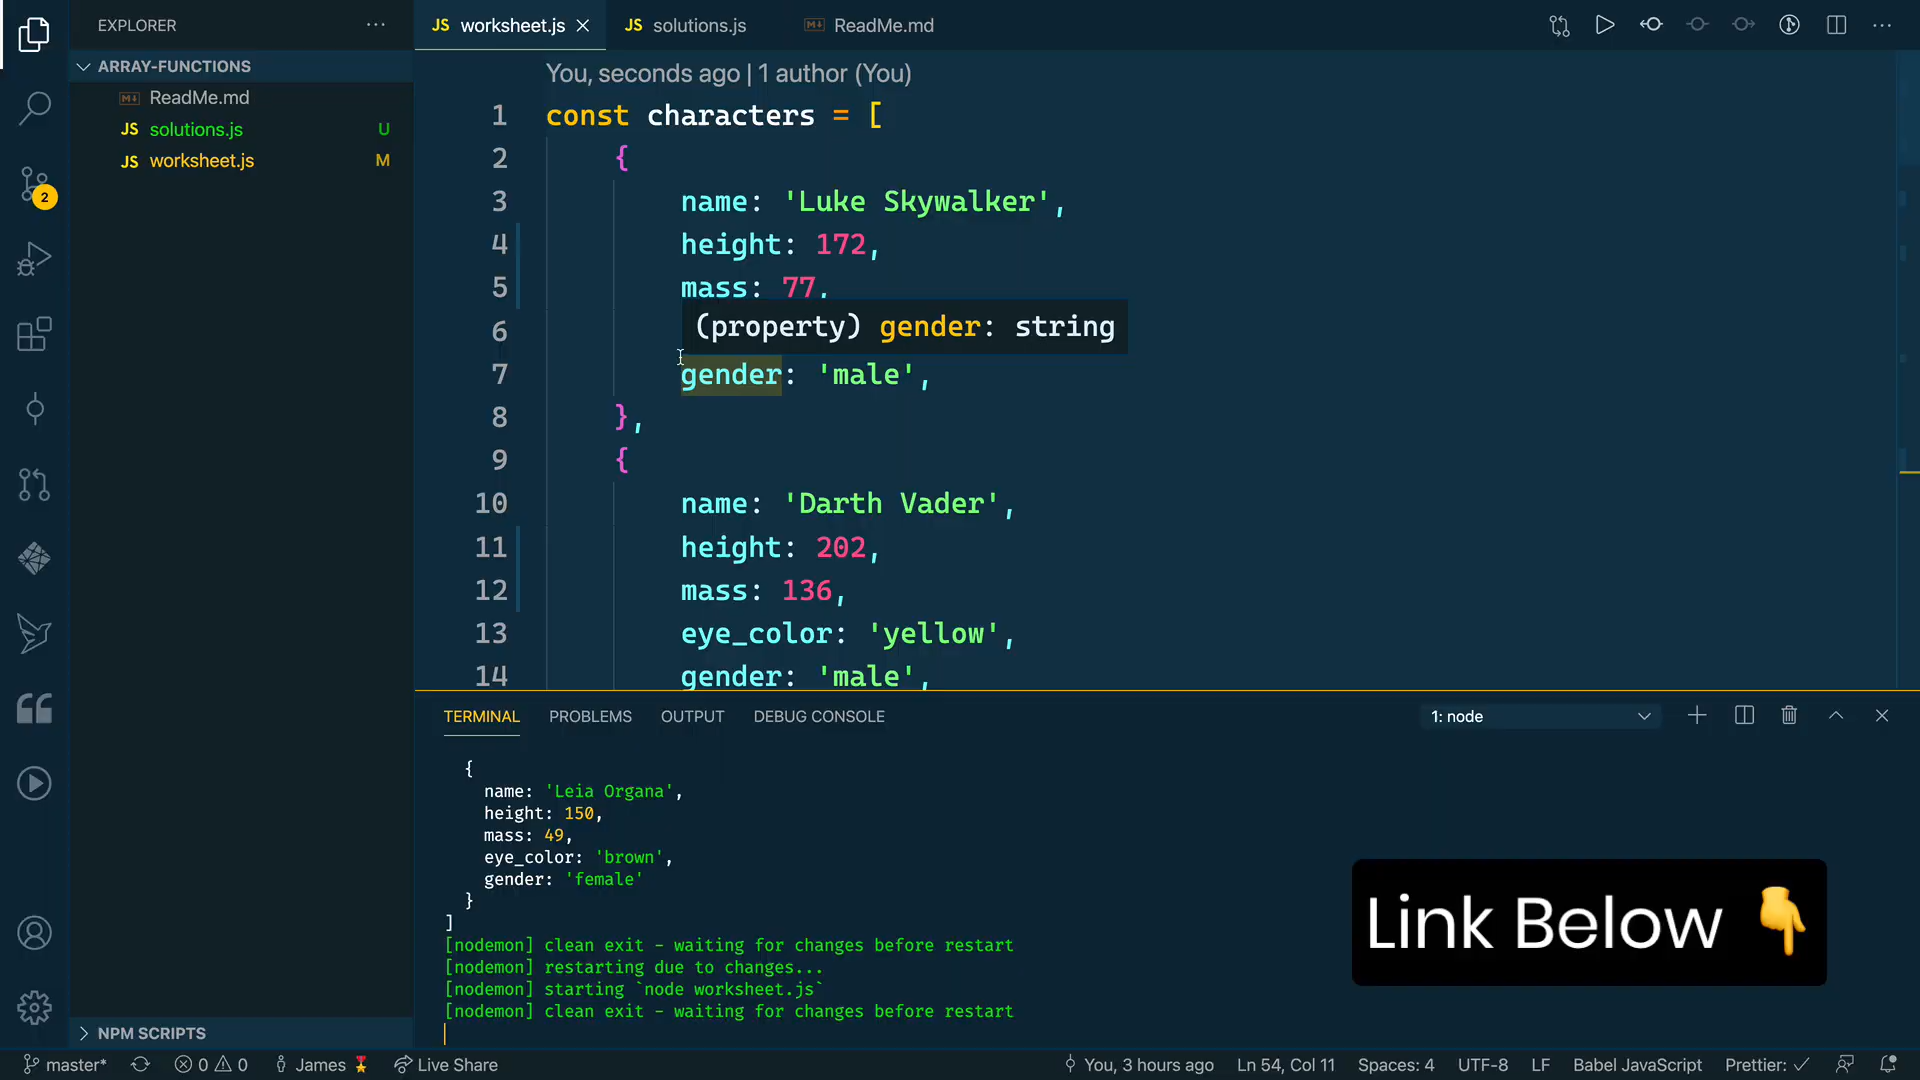 EXPLORER
ARRAY-FUNCTIONS
ReadMe.md
JS solutions.js U
JS worksheet.js M
2
NPM SCRIPTS
JS worksheet.js
JS solutions.js
ReadMe.md
You, seconds ago | 1 author (You)
1 const characters = [
2 {
3 name: 'Luke Skywalker',
4 height: 172,
5 mass: 77,
6
(property) gender: string
7 gender: 'male',
8 },
9 {
10 name: 'Darth Vader',
11 height: 202,
12 mass: 136,
13 eye_color: 'yellow',
14 gender: 'male',
TERMINAL PROBLEMS OUTPUT DEBUG CONSOLE 1: node
{
name: 'Leia Organa',
height: 150,
mass: 49,
eye_color: 'brown',
gender: 'female'
}
]
[nodemon] clean exit - waiting for changes before restart
[nodemon] restarting due to changes...
[nodemon] starting `node worksheet.js`
[nodemon] clean exit - waiting for changes before restart
Link Below 👇
master* 0 0 James Live Share You, 3 hours ago Ln 54, Col 11 Spaces: 4 UTF-8 LF Babel JavaScript Prettier: ✓